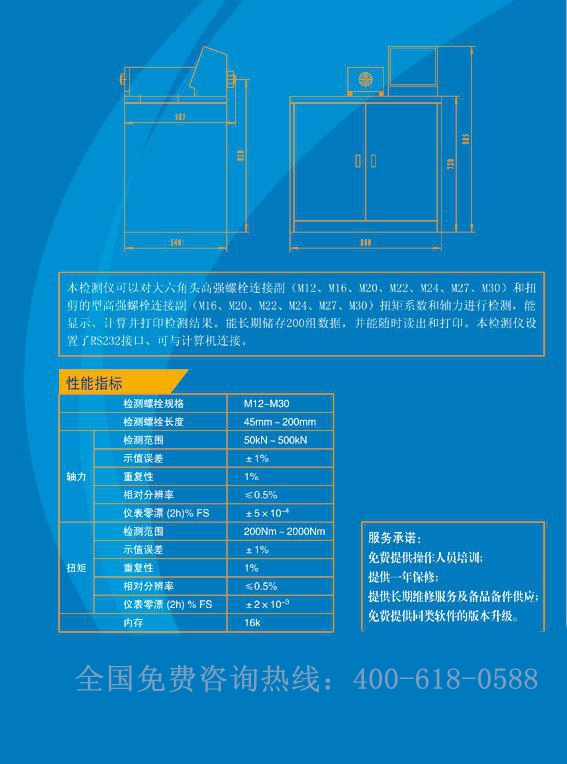 587
810
540
985
720
800
本检测仪可以对大六角头高强螺栓连接副（M12、M16、M20、M22、M24、M27、M30）和扭
剪的型高强螺栓连接副（M16、M20、M22、M24、M27、M30）扭矩系数和轴力进行检测，能
显示、计算并打印检测结果。能长期储存200组数据，并能随时读出和打印。本检测仪设
置了RS232接口、可与计算机连接。
性能指标
检测螺栓规格 M12~M30
检测螺栓长度 45mm～200mm
轴力
检测范围 50kN～500kN
示值误差 ±1%
重复性 1%
相对分辨率 ≤0.5%
仪表零漂 (2h)% FS ±5×10⁻⁴
扭矩
检测范围 200Nm～2000Nm
示值误差 ±1%
重复性 1%
相对分辨率 ≤0.5%
仪表零漂 (2h) % FS ±2×10⁻³
内存 16k
服务承诺：
免费提供操作人员培训；
提供一年保修；
提供长期维修服务及备品备件供应；
免费提供同类软件的版本升级。
全国免费咨询热线：400-618-0588